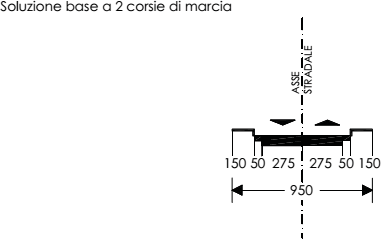 Soluzione base a 2 corsie di marcia
ASSE
STRADALE
150 50 275 275 50 150
950